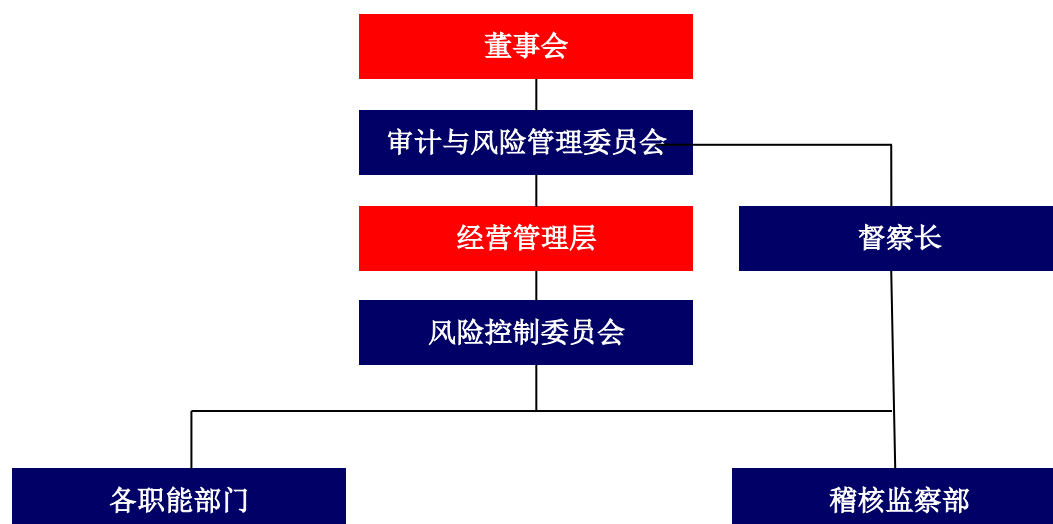 董事会
审计与风险管理委员会
经营管理层
督察长
风险控制委员会
各职能部门
稽核监察部